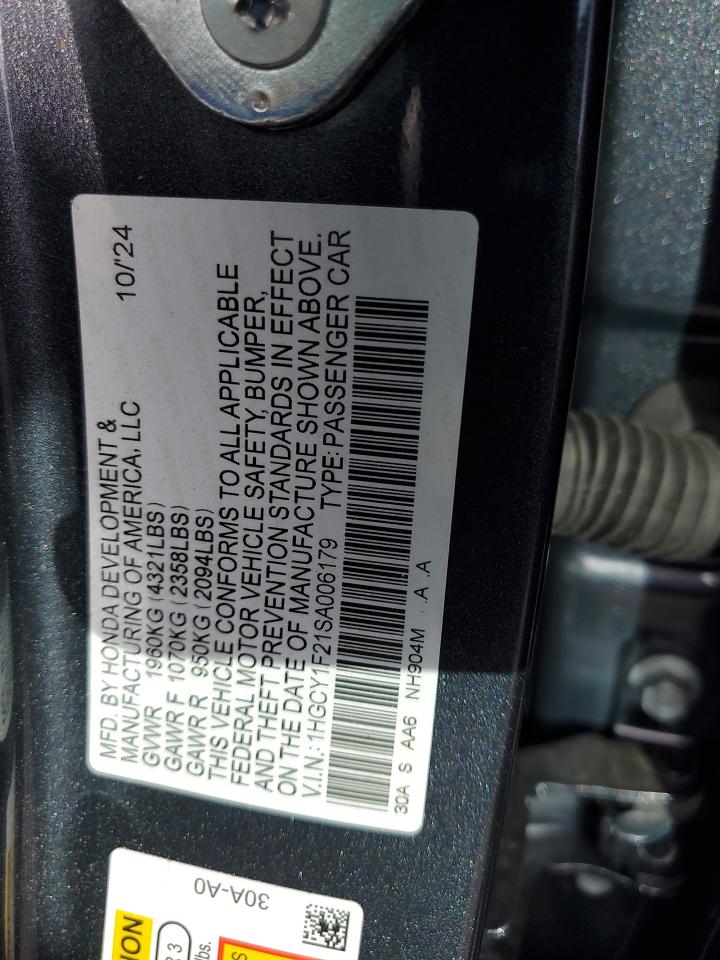 MFD. BY HONDA DEVELOPMENT &
MANUFACTURING OF AMERICA, LLC 10/'24
GVWR 1960KG (4321LBS)
GAWR F 1070KG (2358LBS)
GAWR R 950KG (2094LBS)
THIS VEHICLE CONFORMS TO ALL APPLICABLE
FEDERAL MOTOR VEHICLE SAFETY, BUMPER,
AND THEFT PREVENTION STANDARDS IN EFFECT
ON THE DATE OF MANUFACTURE SHOWN ABOVE.
V.I.N.: 1HGCY1F21SA006179 TYPE: PASSENGER CAR
30A S AA6 NH904M .A .A
30A-A0